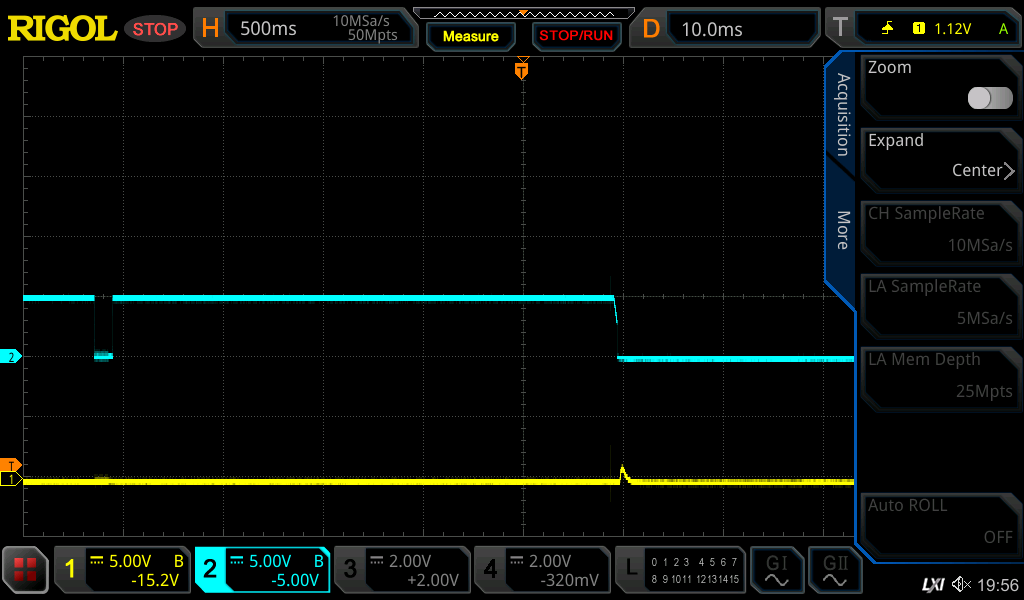 RIGOL STOP H 500ms 10MSa/s 50Mpts Measure STOP/RUN D 10.0ms T 1 1.12V A
T
Acquisition
More
Zoom
Expand
Center
CH SampleRate
10MSa/s
LA SampleRate
5MSa/s
LA Mem Depth
25Mpts
Auto ROLL
OFF
2
T
1
1 5.00V B -15.2V
2 5.00V B -5.00V
3 2.00V +2.00V
4 2.00V -320mV
L 0 1 2 3 4 5 6 7
8 9 10 11 12 13 14 15
GI
GII
LXI 19:56